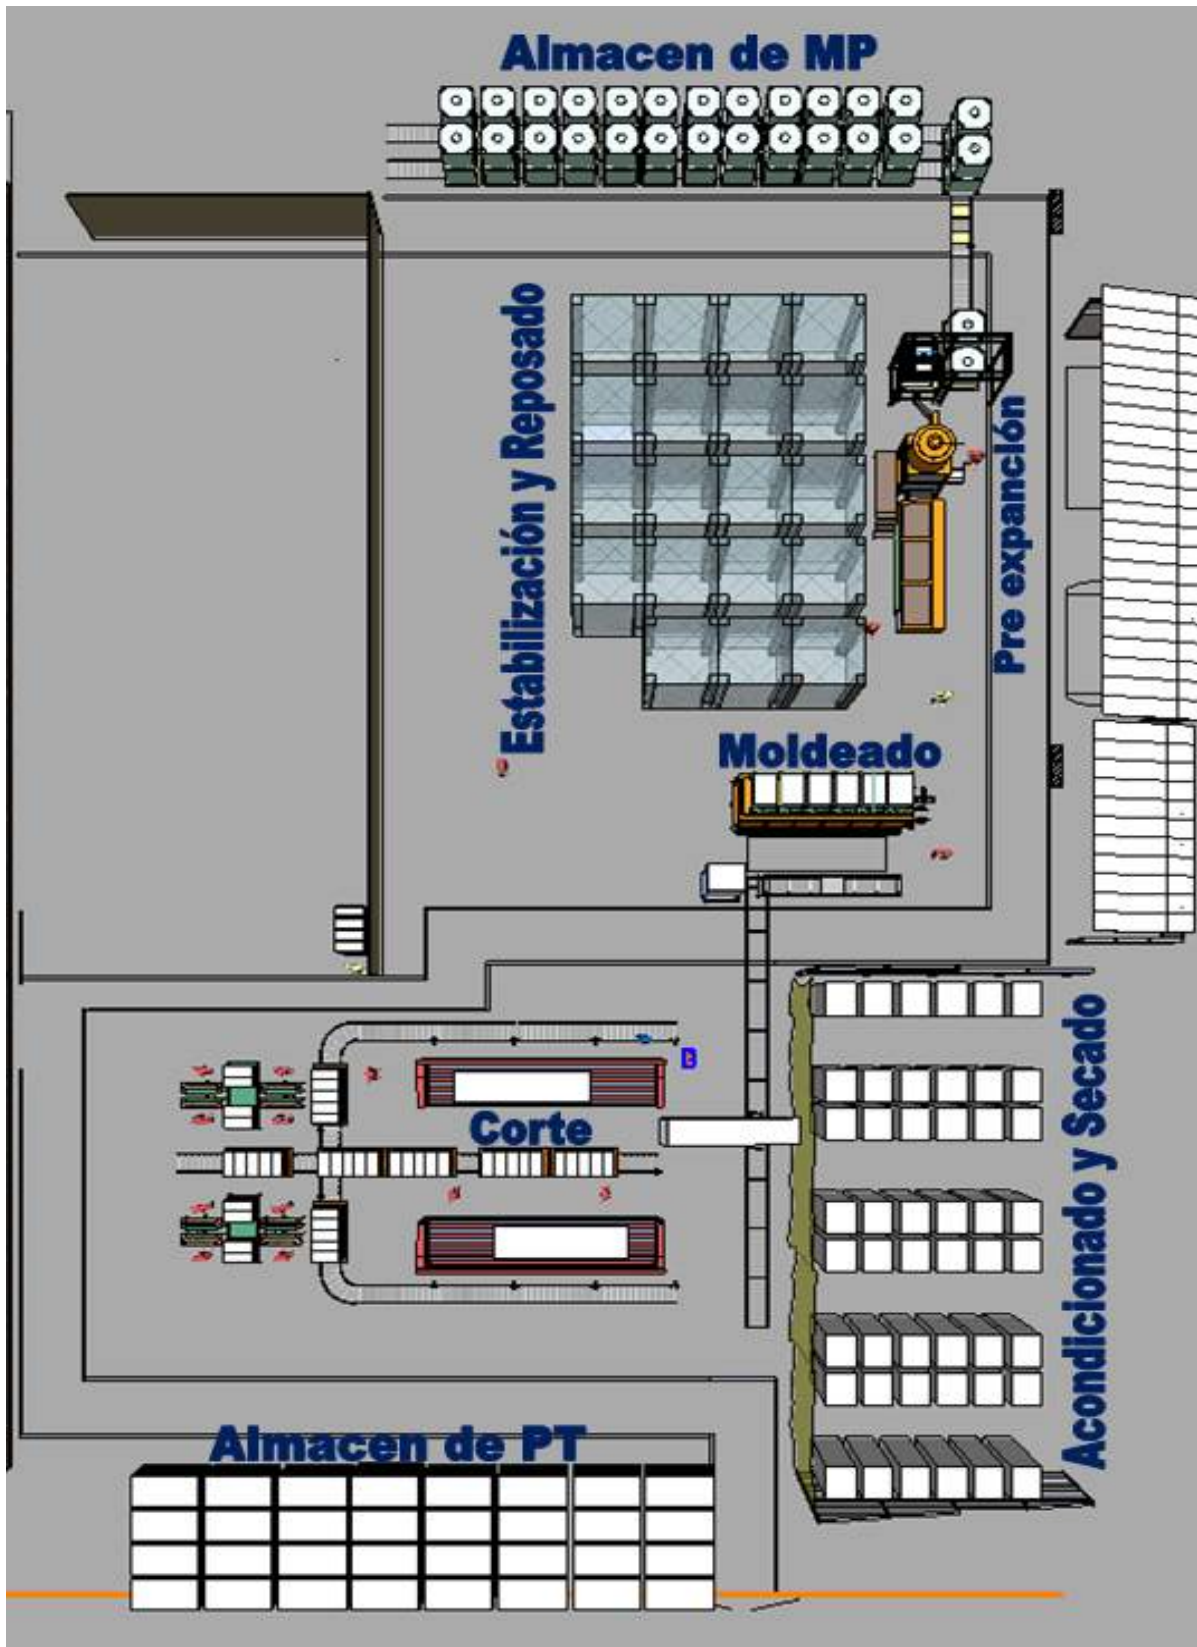 Almacen de MP
Estabilización y Reposado
Pre expanción
Moldeado
Corte
Acondicionado y Secado
Almacen de PT